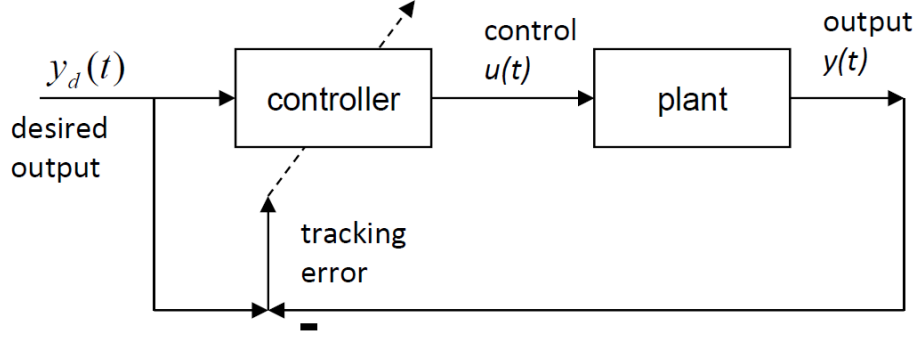 y_d(t)
desired
output
controller
control
u(t)
plant
output
y(t)
tracking
error
-